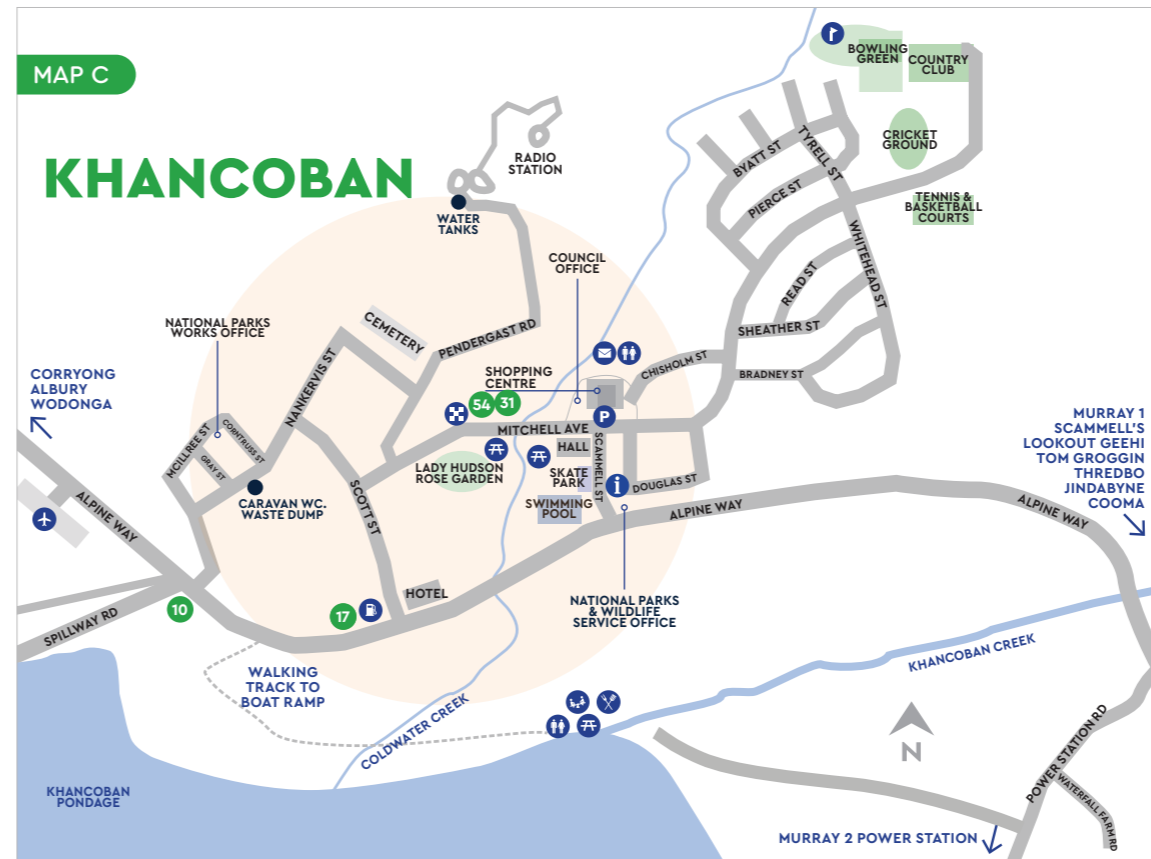 MAP C
KHANCOBAN
RADIO
STATION
WATER
TANKS
BOWLING
GREEN
COUNTRY
CLUB
CRICKET
GROUND
TENNIS &
BASKETBALL
COURTS
BYATT ST
TYRELL ST
PIERCE ST
WHITEHEAD ST
READ ST
SHEATHER ST
BRADNEY ST
CHISHOLM ST
COUNCIL
OFFICE
NATIONAL PARKS
WORKS OFFICE
CEMETERY
PENDERGAST RD
NANKERVIS ST
SHOPPING
CENTRE
54
31
P
MITCHELL AVE
HALL
SCAMMELL ST
SKATE
PARK
SWIMMING
POOL
i
DOUGLAS ST
LADY HUDSON
ROSE GARDEN
CORRYONG
ALBURY
WODONGA
MCILLREE ST
CORNTRUSS ST
GRAY ST
CARAVAN WC.
WASTE DUMP
SCOTT ST
ALPINE WAY
ALPINE WAY
ALPINE WAY
MURRAY 1
SCAMMELL'S
LOOKOUT GEEHI
TOM GROGGIN
THREDBO
JINDABYNE
COOMA
HOTEL
17
10
SPILLWAY RD
NATIONAL PARKS
& WILDLIFE
SERVICE OFFICE
WALKING
TRACK TO
BOAT RAMP
COLDWATER CREEK
KHANCOBAN CREEK
KHANCOBAN
PONDAGE
N
POWER STATION RD
WATERFALL FARM RD
MURRAY 2 POWER STATION